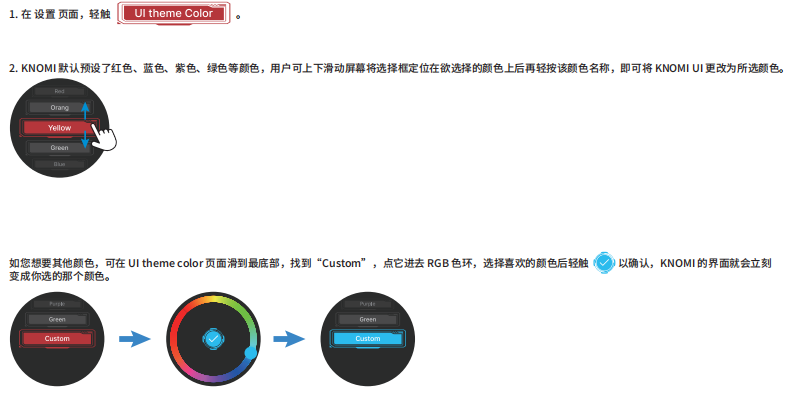 1. 在 设置 页面，轻触 UI theme Color 。
2. KNOMI 默认预设了红色、蓝色、紫色、绿色等颜色，用户可上下滑动屏幕将选择框定位在欲选择的颜色上后再轻按该颜色名称，即可将 KNOMI UI 更改为所选颜色。
Red
Orang
Yellow
Green
Blue
如您想要其他颜色，可在 UI theme color 页面滑到最底部，找到“Custom”，点它进去 RGB 色环，选择喜欢的颜色后轻触 以确认，KNOMI 的界面就会立刻
变成你选的那个颜色。
Purple
Green
Custom
Purple
Green
Custom